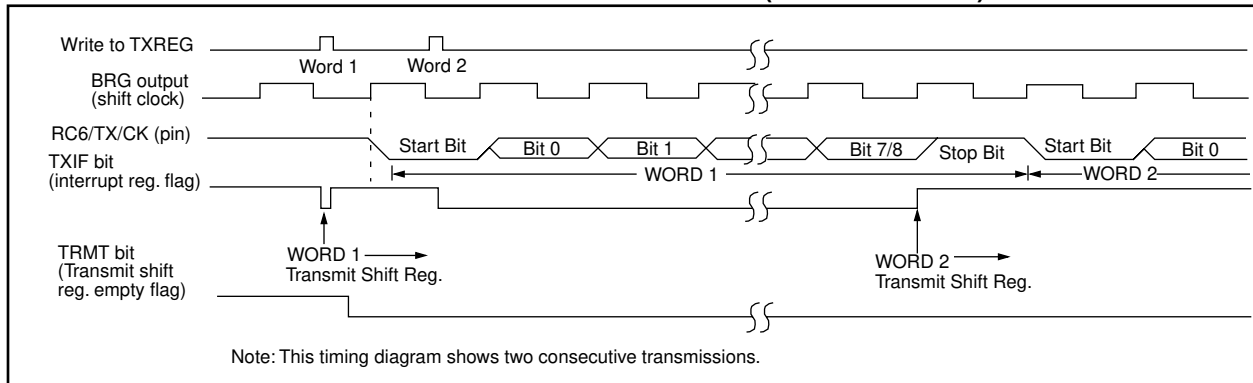 Write to TXREG
Word 1
Word 2
BRG output
(shift clock)
RC6/TX/CK (pin)
Start Bit
Bit 0
Bit 1
Bit 7/8
Stop Bit
Start Bit
Bit 0
TXIF bit
(interrupt reg. flag)
WORD 1
WORD 2
TRMT bit
(Transmit shift
reg. empty flag)
WORD 1
Transmit Shift Reg.
WORD 2
Transmit Shift Reg.
Note: This timing diagram shows two consecutive transmissions.